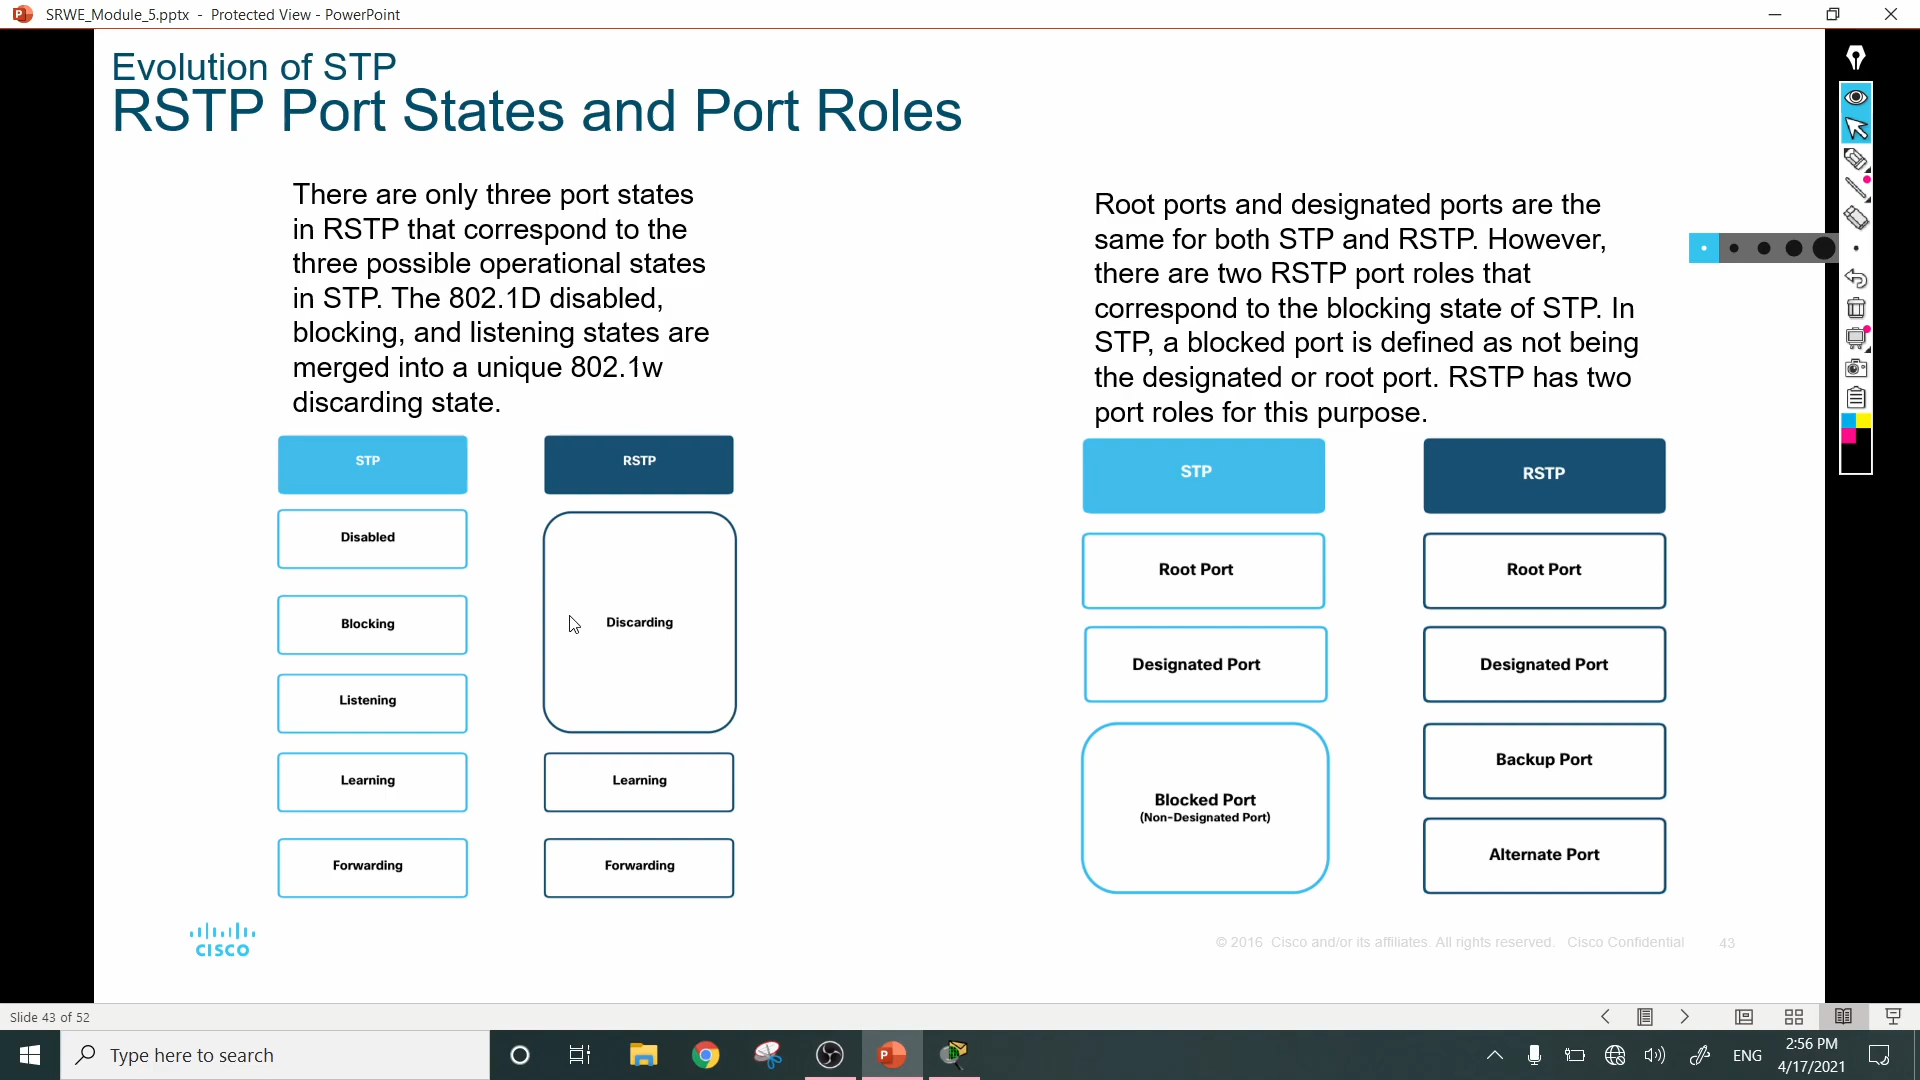 SRWE_Module_5.pptx - Protected View - PowerPoint
Evolution of STP
RSTP Port States and Port Roles
There are only three port states
in RSTP that correspond to the
three possible operational states
in STP. The 802.1D disabled,
blocking, and listening states are
merged into a unique 802.1w
discarding state.
STP
RSTP
Disabled
Blocking
Discarding
Listening
Learning
Learning
Forwarding
Forwarding
Root ports and designated ports are the
same for both STP and RSTP. However,
there are two RSTP port roles that
correspond to the blocking state of STP. In
STP, a blocked port is defined as not being
the designated or root port. RSTP has two
port roles for this purpose.
STP
RSTP
Root Port
Root Port
Designated Port
Designated Port
Blocked Port
(Non-Designated Port)
Backup Port
Alternate Port
CISCO
© 2016 Cisco and/or its affiliates. All rights reserved. Cisco Confidential
43
Slide 43 of 52
Type here to search
ENG
2:56 PM
4/17/2021